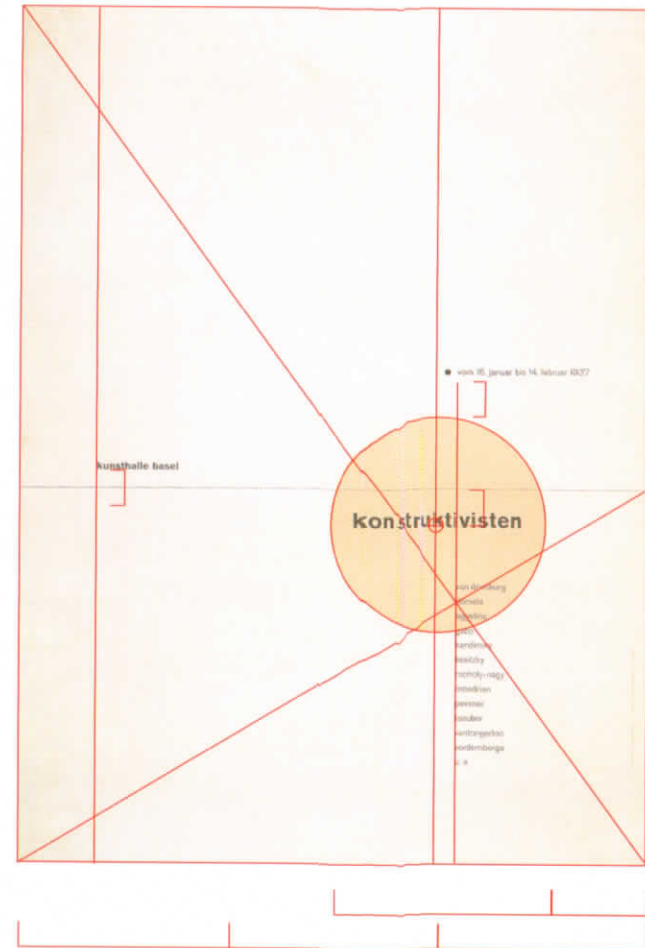 vom 16. januar bis 14. februar 1937
kunsthalle basel
konstruktivisten
van doesburg
domela
eggeling
gabo
kandinsky
lissitzky
moholy-nagy
mondrian
pevsner
taeuber
vantongerloo
vordemberge
u. a.